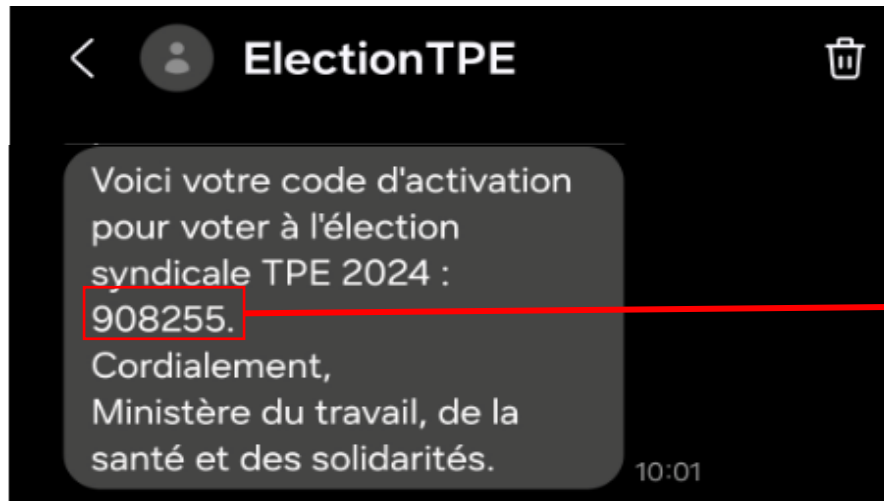 ElectionTPE
Voici votre code d'activation
pour voter à l'élection
syndicale TPE 2024 :
908255.
Cordialement,
Ministère du travail, de la
santé et des solidarités.
10:01